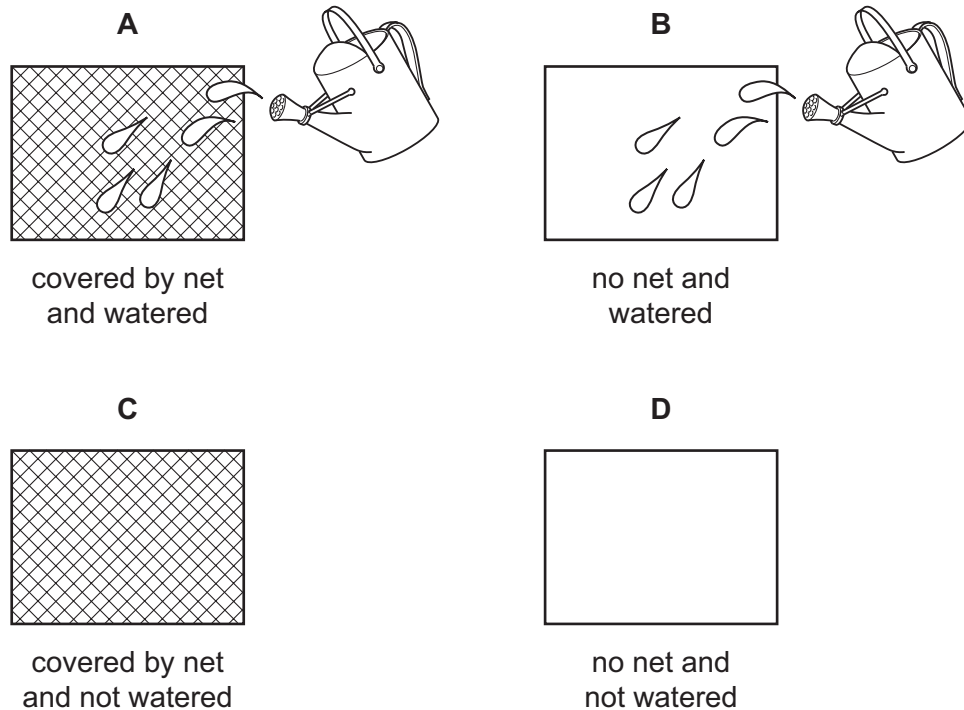 A
B
covered by net
and watered
no net and
watered
C
D
covered by net
and not watered
no net and
not watered